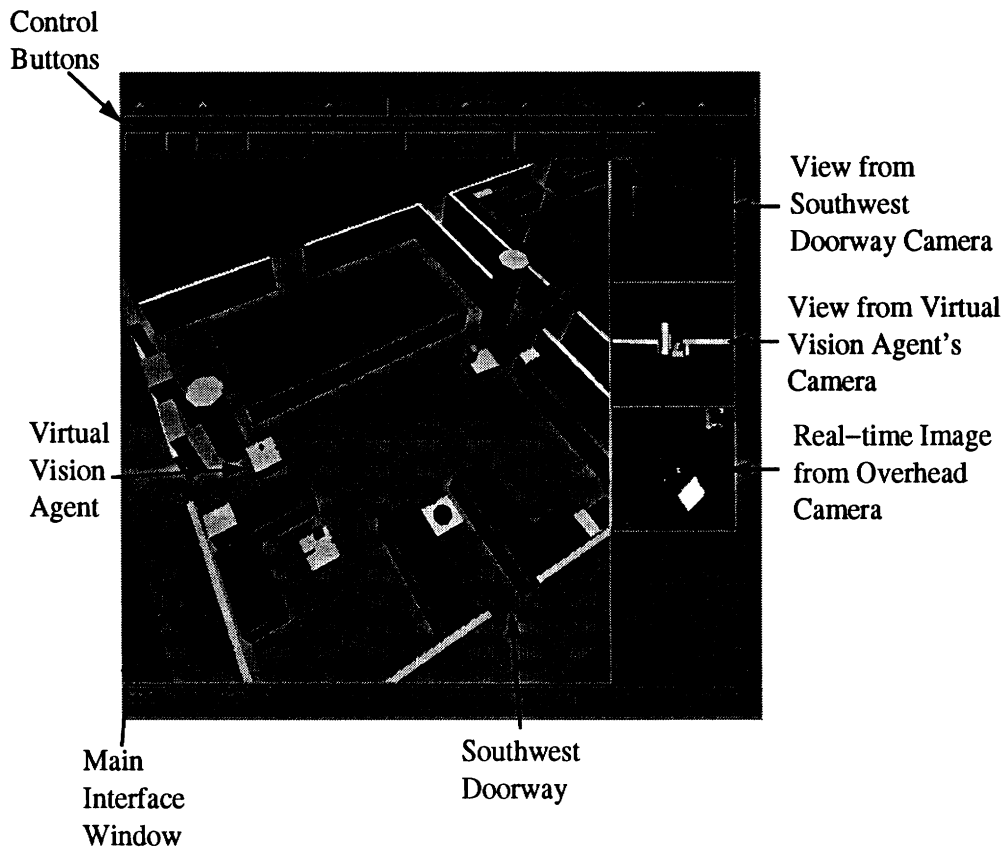 Control
Buttons
View from
Southwest
Doorway Camera
View from Virtual
Vision Agent's
Camera
Real-time Image
from Overhead
Camera
Virtual
Vision
Agent
Main
Interface
Window
Southwest
Doorway